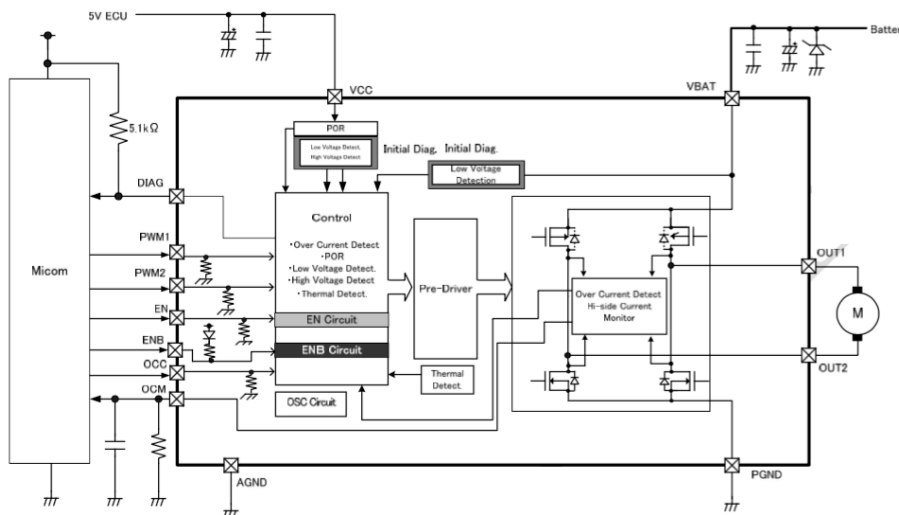 5V ECU
Batter
VCC
VBAT
5.1kΩ
POR
Low Voltage Detect.
High Voltage Detect
Initial Diag. Initial Diag.
Low Voltage
Detection
DIAG
Control
・Over Current Detect
・POR
・Low Voltage Detect.
・High Voltage Detect
・Thermal Detect.
PWM1
Micom
PWM2
Pre-Driver
OUT1
Over Current Detect
Hi-side Current
Monitor
M
EN
EN Circuit
ENB
ENB Circuit
OUT2
OCC
Thermal
Detect.
OCM
OSC Circuit
AGND
PGND